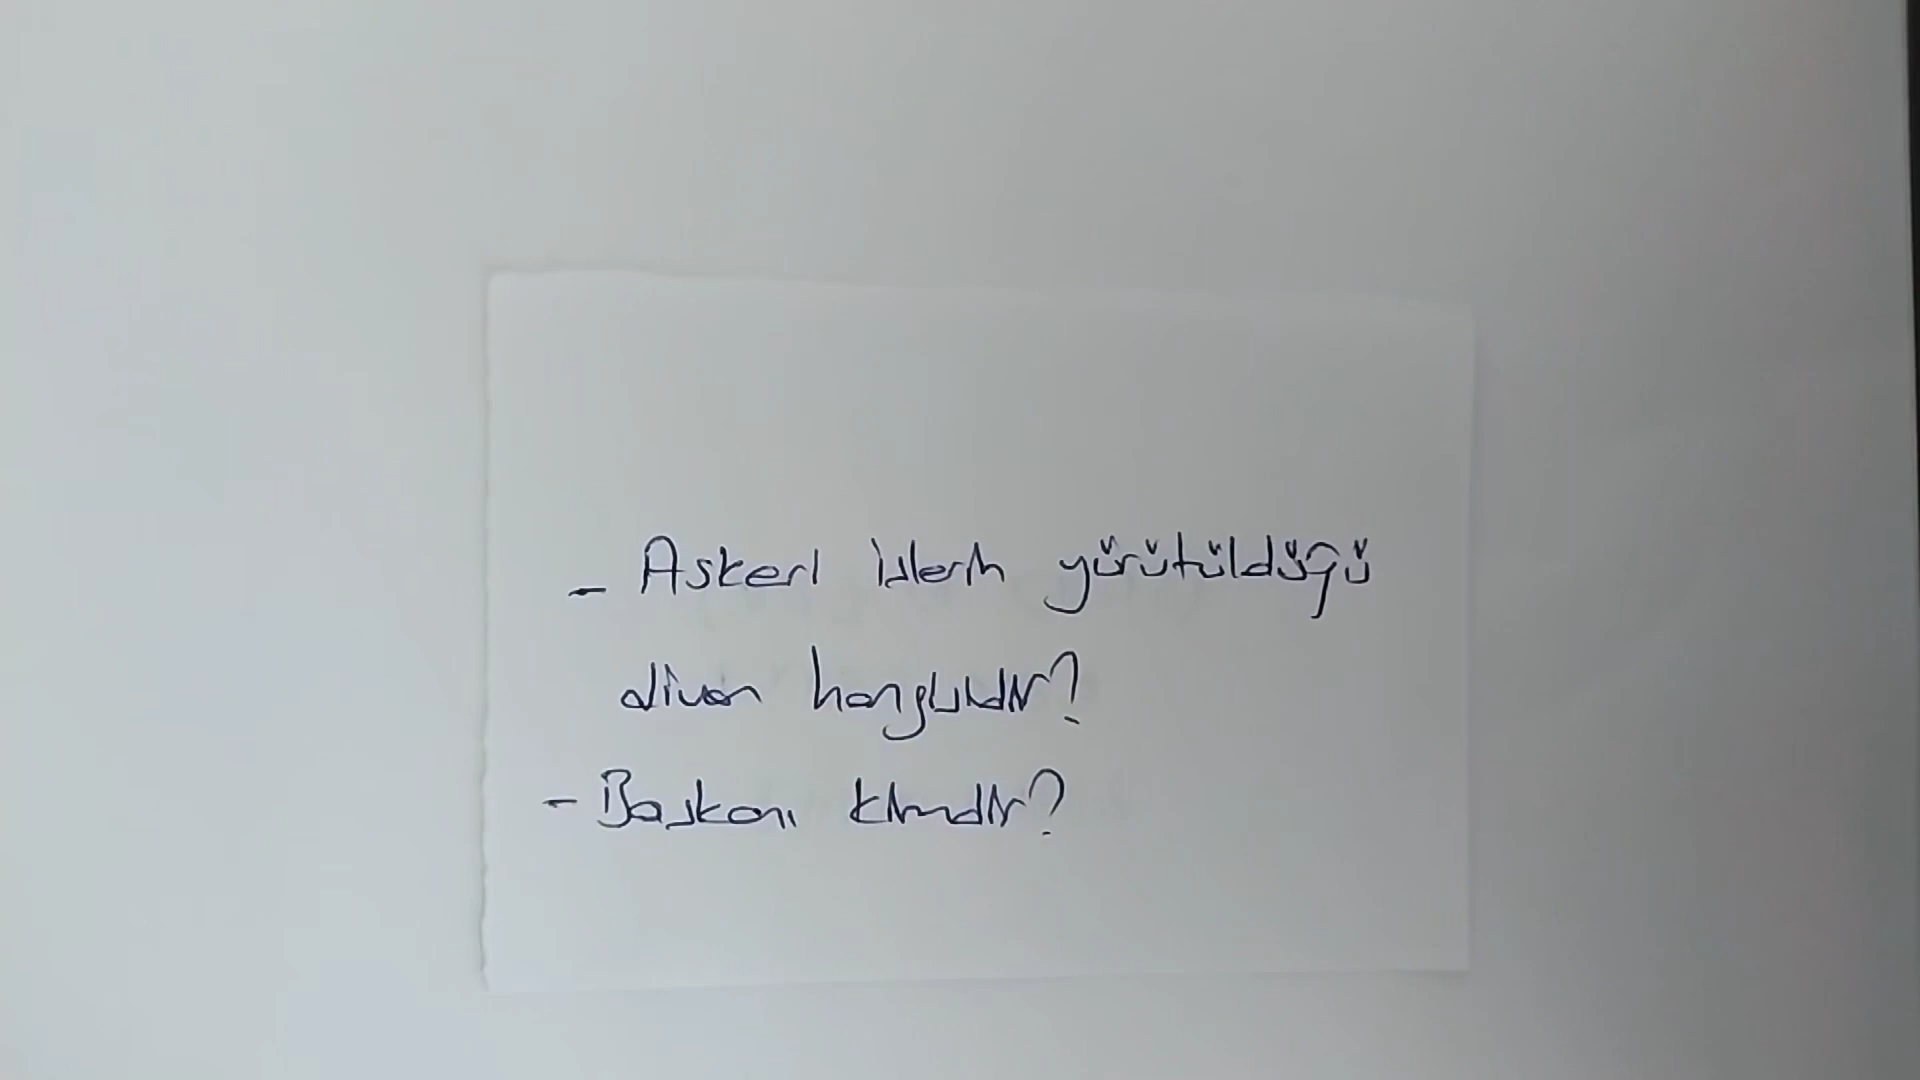 - Askeri işlerin yürütüldüğü
divan hangisidir?
- Başkanı kimdir?